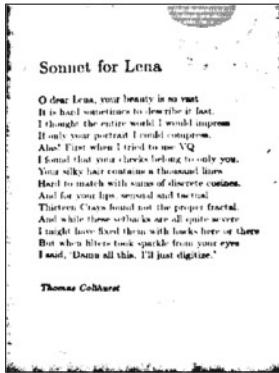 Sonnet for Lena
O dear Lena, your beauty is so vast
It is hard sometimes to describe it fast.
I thought the entire world I would impress
If only your portrait I could compress.
Alas! First when I tried to use VQ
I found that your cheeks belong to only you.
Your silky hair contains a thousand lines
Hard to match with sums of discrete cosines.
And for your lips, sensual and tactual
Thirteen Crays found not the proper fractal.
And while these setbacks are all quite severe
I might have fixed them with hacks here or there
But when filters took sparkle from your eyes
I said, 'Damn all this. I'll just digitize.'
Thomas Colthurst